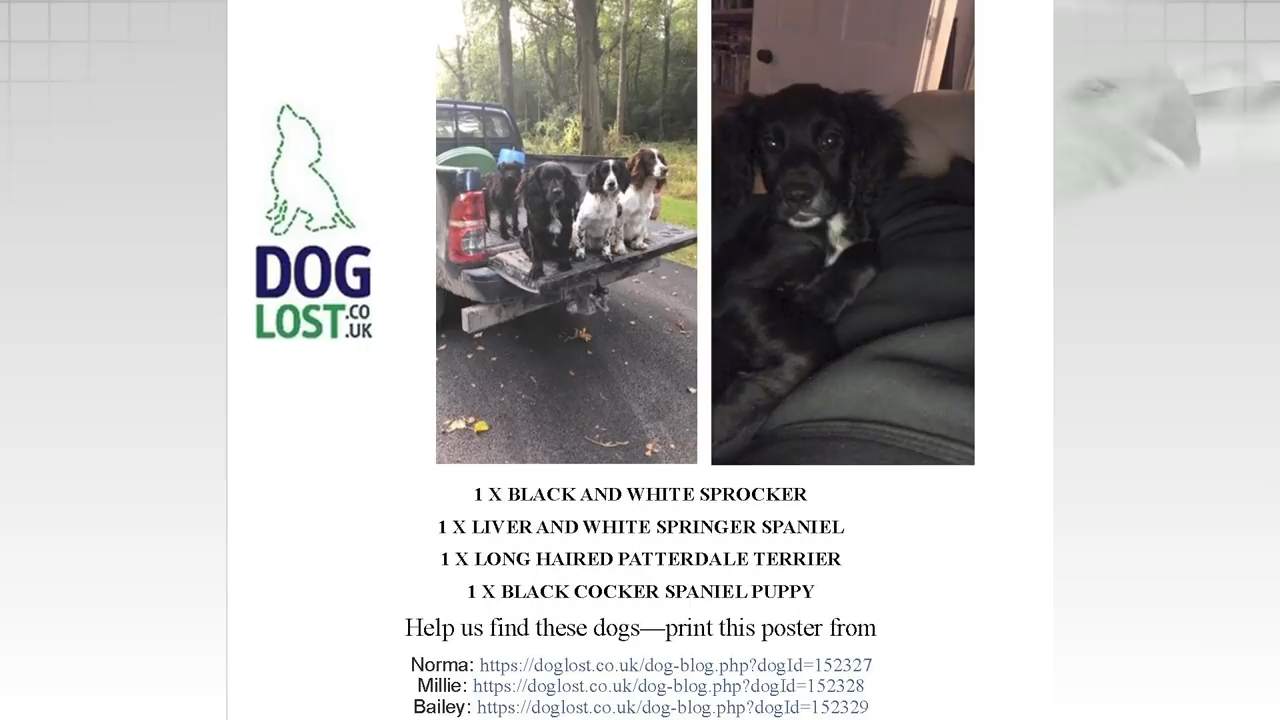 DOG
LOST.CO.UK
1 X BLACK AND WHITE SPROCKER
1 X LIVER AND WHITE SPRINGER SPANIEL
1 X LONG HAIRED PATTERDALE TERRIER
1 X BLACK COCKER SPANIEL PUPPY
Help us find these dogs—print this poster from
Norma: https://doglost.co.uk/dog-blog.php?dogId=152327
Millie: https://doglost.co.uk/dog-blog.php?dogId=152328
Bailey: https://doglost.co.uk/dog-blog.php?dogId=152329